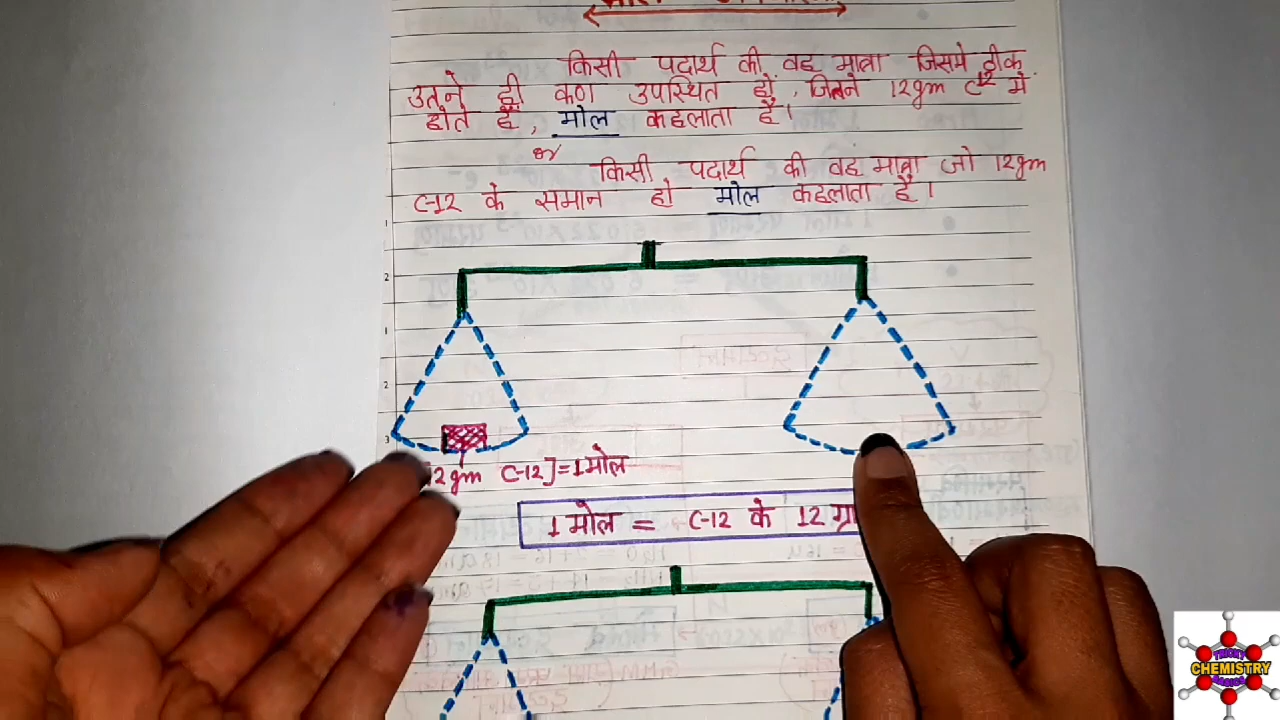 किसी पदार्थ की वह मात्रा जिसमे ठीक
उतने ही कण उपस्थित हो, जितने 12gm C¹² में
होते हैं, मोल कहलाता है।
or
किसी पदार्थ की वह मात्रा जो 12gm
C-12 के समान हो मोल कहलाता है।
2gm C-12] = 1 मोल
1 मोल = C-12 के 12 ग्रा
CHEMISTRY